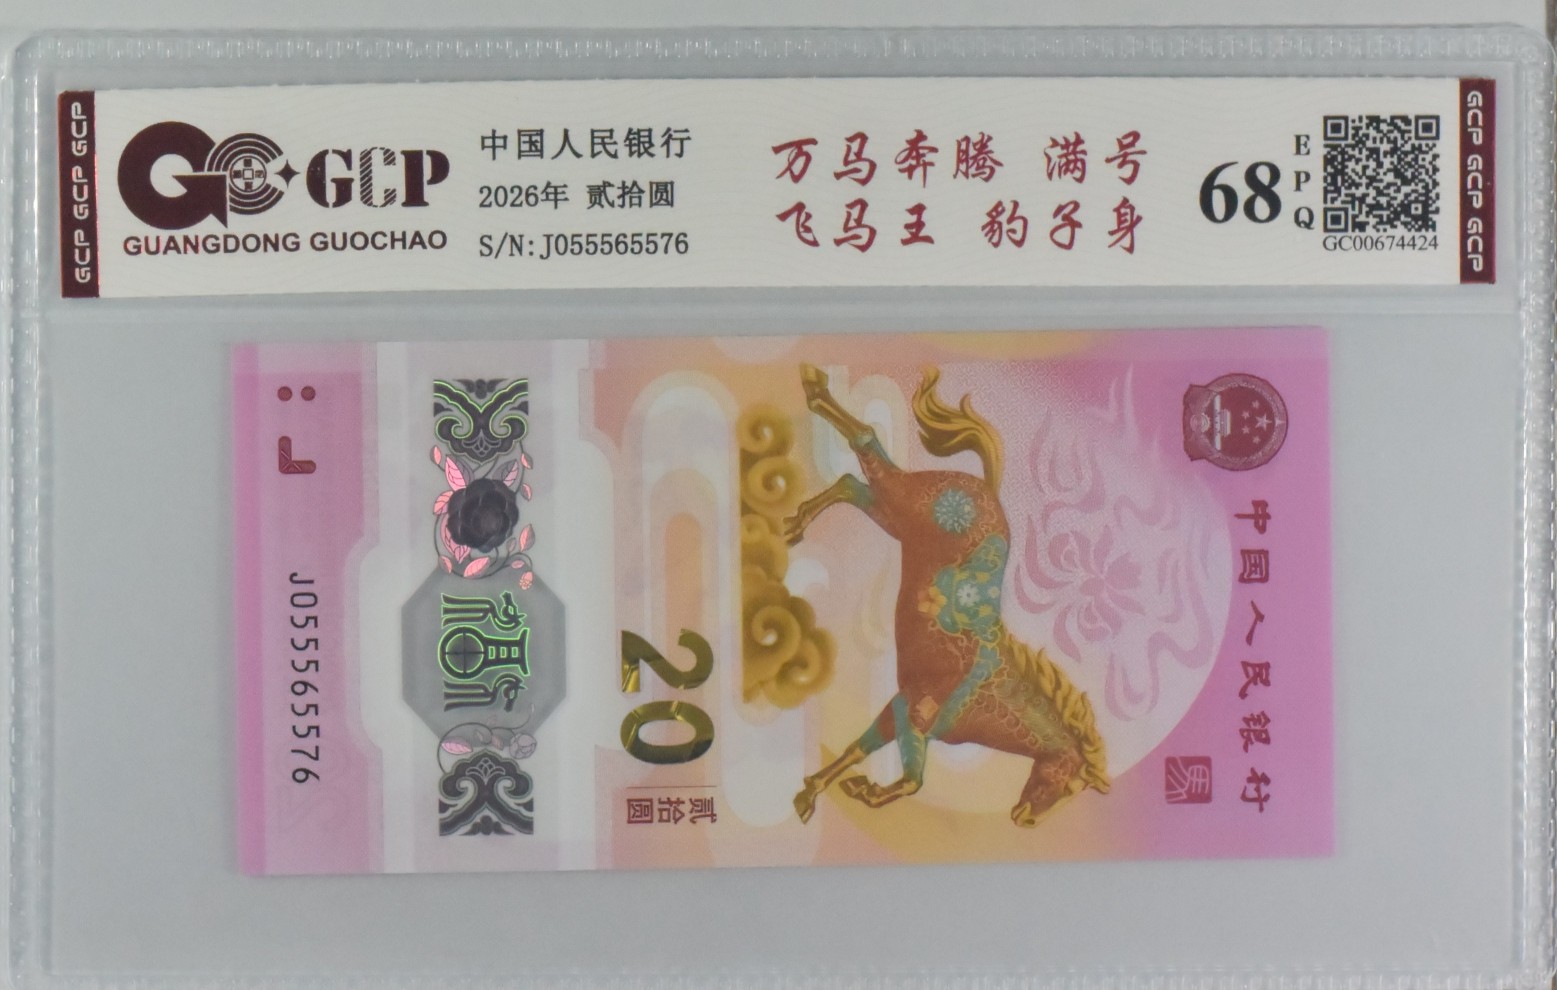 GCP GCP GCP
GCP
GUANGDONG GUOCHAO
中国人民银行
2026年 贰拾圆
S/N:J055565576
万马奔腾 满号
飞马王 豹子身
68
EPQ
GC00674424
GCP GCP GCP
J055565576
福
20
贰拾圆
中国人民银行